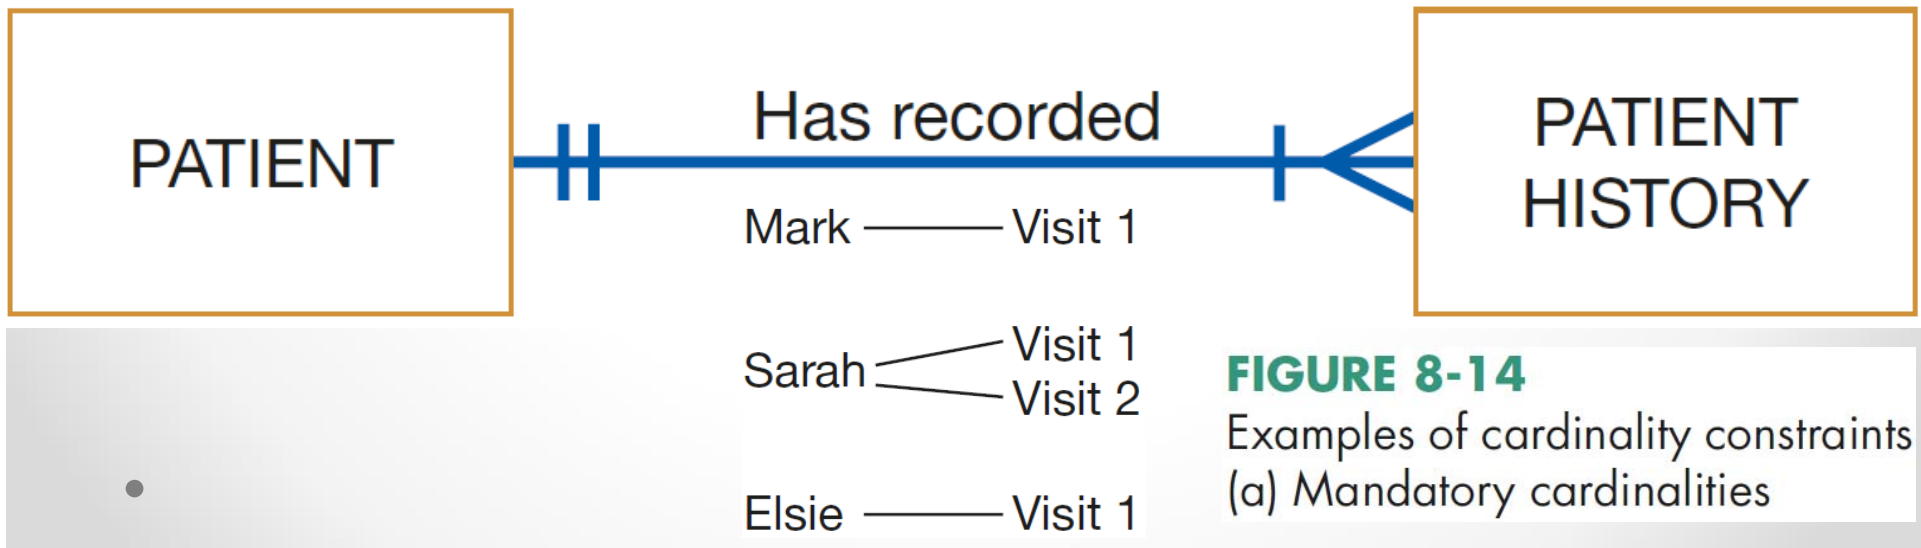 PATIENT
Has recorded
PATIENT
HISTORY
Mark Visit 1
Sarah Visit 1
Visit 2
Elsie Visit 1
FIGURE 8-14
Examples of cardinality constraints
(a) Mandatory cardinalities